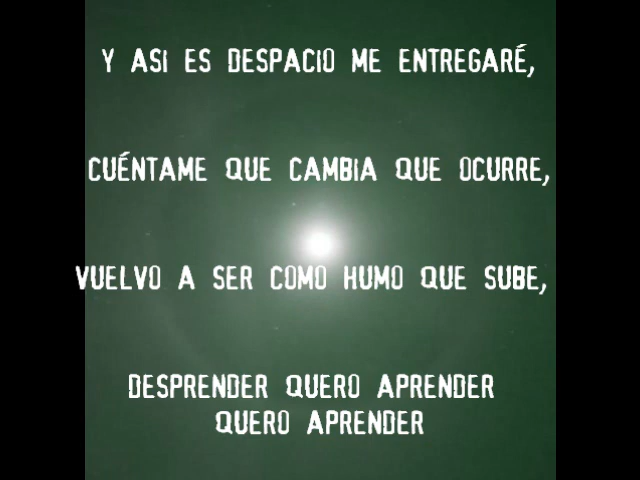 Y ASI ES DESPACIO ME ENTREGARÉ,
CUÉNTAME QUE CAMBIA QUE OCURRE,
VUELVO A SER COMO HUMO QUE SUBE,
DESPRENDER QUERO APRENDER
QUERO APRENDER